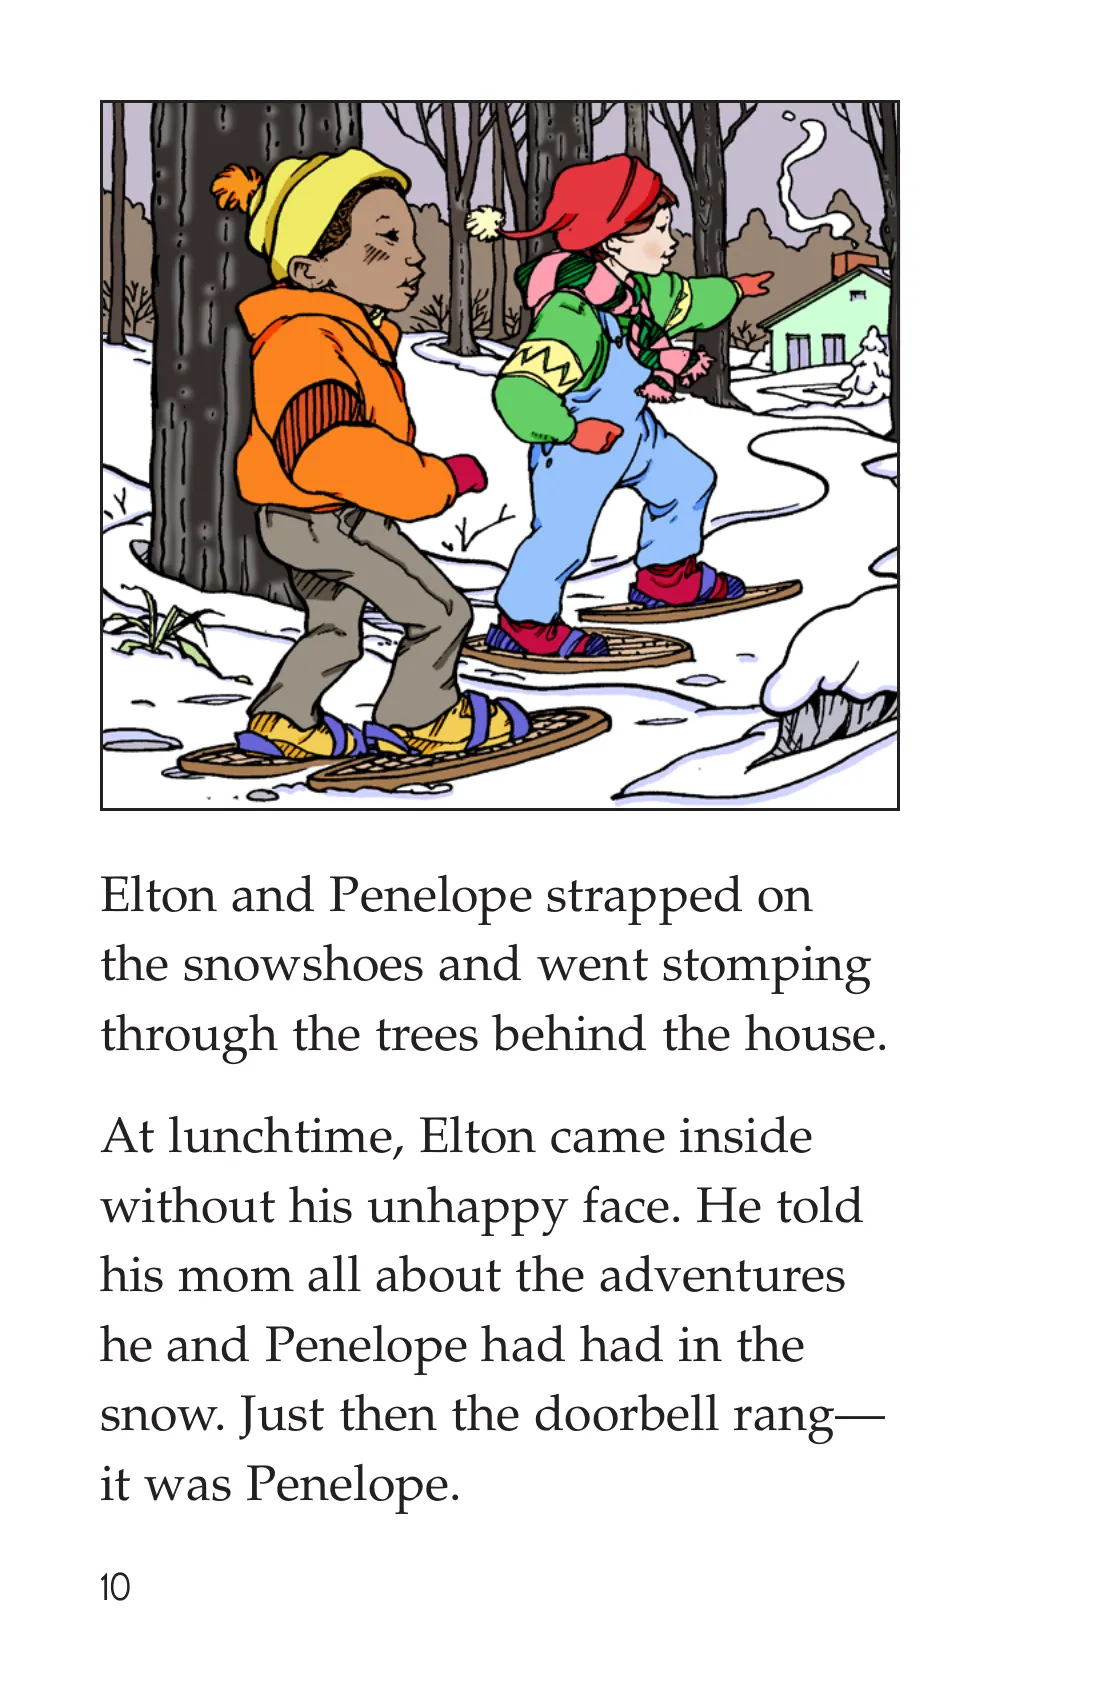 Elton and Penelope strapped on
the snowshoes and went stomping
through the trees behind the house.
At lunchtime, Elton came inside
without his unhappy face. He told
his mom all about the adventures
he and Penelope had had in the
snow. Just then the doorbell rang—
it was Penelope.
10